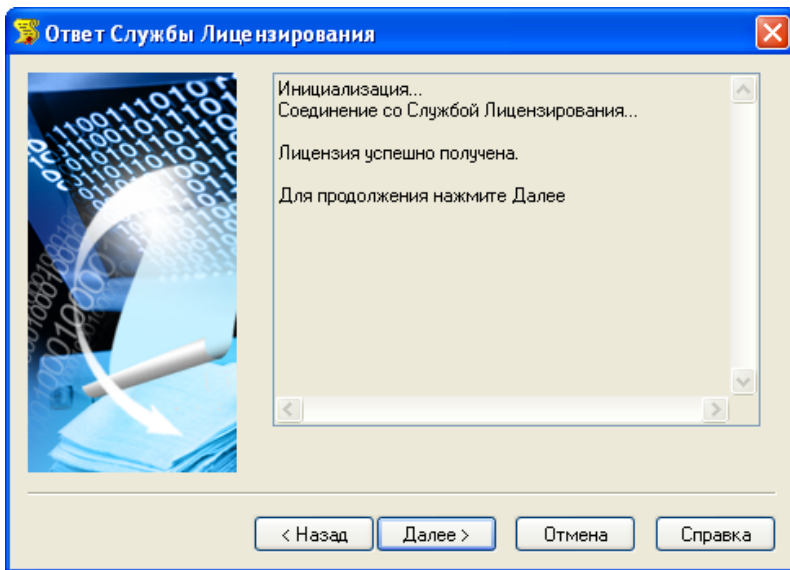 Ответ Службы Лицензирования
Инициализация...
Соединение со Службой Лицензирования...
Лицензия успешно получена.
Для продолжения нажмите Далее
< Назад
Далее >
Отмена
Справка